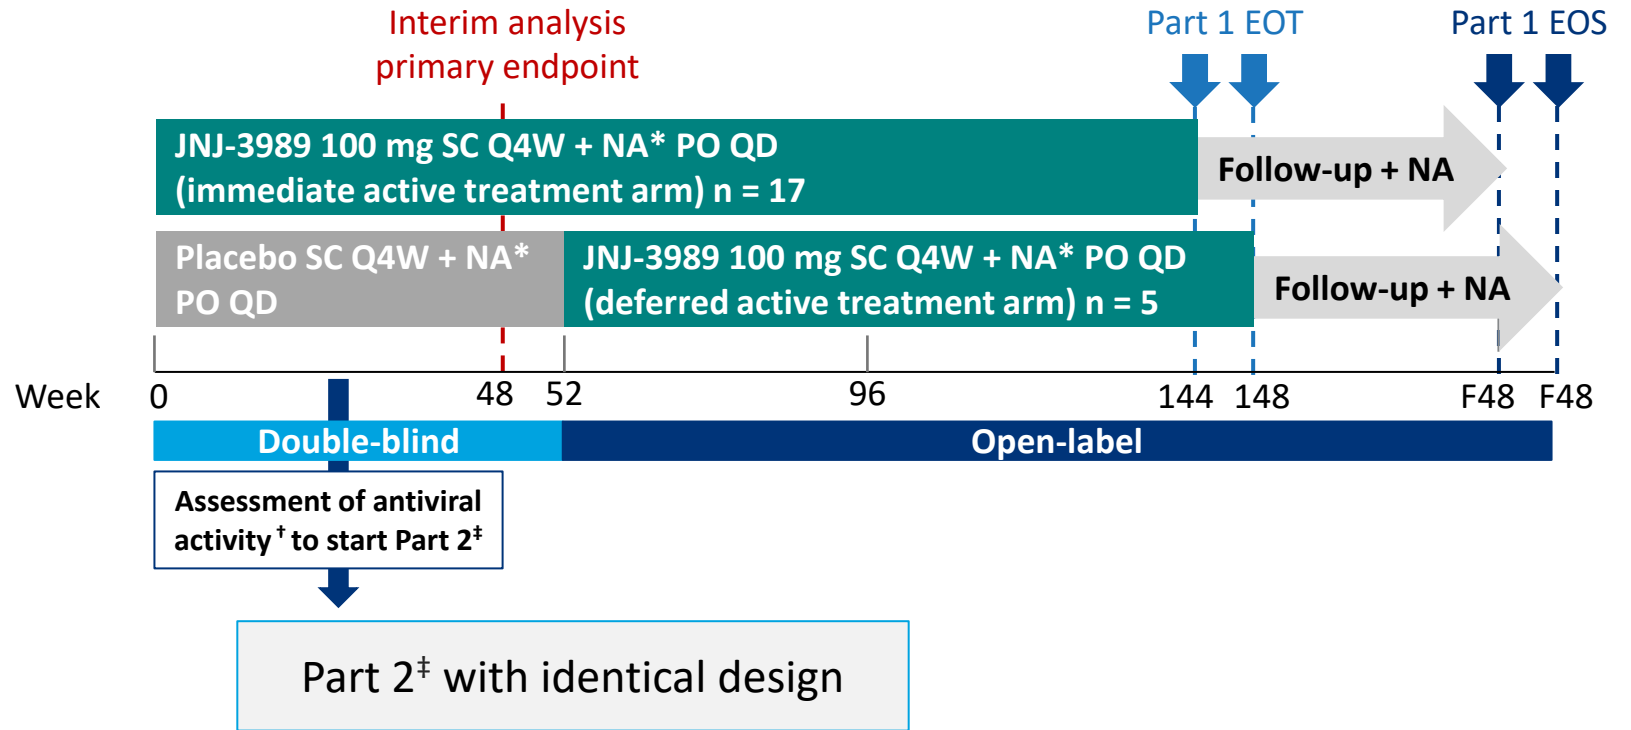 Interim analysis
primary endpoint
Part 1 EOT
Part 1 EOS
JNJ-3989 100 mg SC Q4W + NA* PO QD
(immediate active treatment arm) n = 17
Follow-up + NA
Placebo SC Q4W + NA*
PO QD
JNJ-3989 100 mg SC Q4W + NA* PO QD
(deferred active treatment arm) n = 5
Follow-up + NA
Week 0 48 52 96 144 148 F48 F48
Double-blind
Open-label
Assessment of antiviral
activity † to start Part 2‡
Part 2‡ with identical design